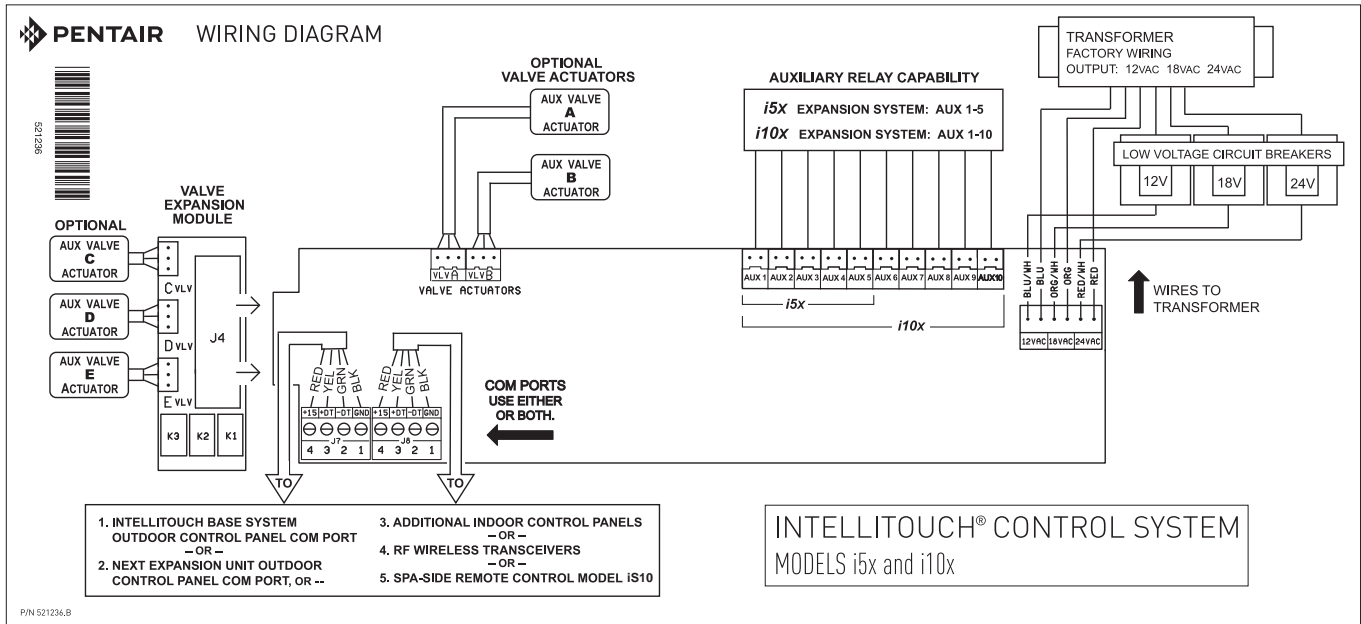 PENTAIR WIRING DIAGRAM
521236
OPTIONAL
VALVE ACTUATORS
AUX VALVE
A
ACTUATOR
AUX VALVE
B
ACTUATOR
AUXILIARY RELAY CAPABILITY
i5x EXPANSION SYSTEM: AUX 1-5
i10x EXPANSION SYSTEM: AUX 1-10
TRANSFORMER
FACTORY WIRING
OUTPUT: 12VAC 18VAC 24VAC
LOW VOLTAGE CIRCUIT BREAKERS
12V
18V
24V
VALVE
EXPANSION
MODULE
OPTIONAL
AUX VALVE
C
ACTUATOR
AUX VALVE
D
ACTUATOR
AUX VALVE
E
ACTUATOR
C VLV
D VLV
E VLV
J4
K3 K2 K1
VLV A VLV B
VALVE ACTUATORS
AUX 1 AUX 2 AUX 3 AUX 4 AUX 5 AUX 6 AUX 7 AUX 8 AUX 9 AUX10
i5x
i10x
BLU/WH BLU ORG/WH ORG RED/WH RED
12VAC 18VAC 24VAC
WIRES TO
TRANSFORMER
RED YEL GRN BLK
RED YEL GRN BLK
+15 +DT -DT GND +15 +DT -DT GND
J7 J8
4 3 2 1 4 3 2 1
COM PORTS
USE EITHER
OR BOTH.
TO
TO
1. INTELLITOUCH BASE SYSTEM
OUTDOOR CONTROL PANEL COM PORT
– OR –
2. NEXT EXPANSION UNIT OUTDOOR
CONTROL PANEL COM PORT, OR --
3. ADDITIONAL INDOOR CONTROL PANELS
– OR –
4. RF WIRELESS TRANSCEIVERS
– OR –
5. SPA-SIDE REMOTE CONTROL MODEL iS10
INTELLITOUCH® CONTROL SYSTEM
MODELS i5x and i10x
P/N 521236.B